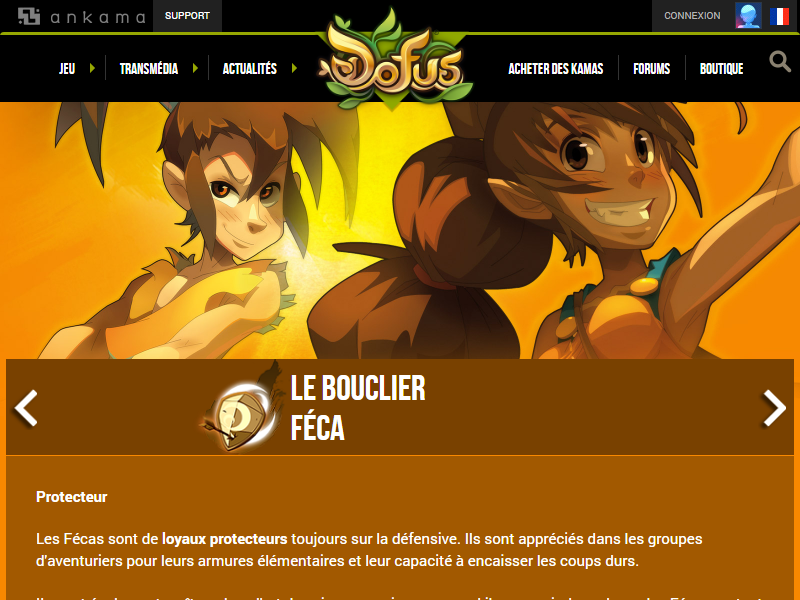 ankama
SUPPORT
CONNEXION
JEU
TRANSMÉDIA
ACTUALITÉS
DOFUS
ACHETER DES KAMAS
FORUMS
BOUTIQUE
LE BOUCLIER
FÉCA
Protecteur
Les Fécas sont de loyaux protecteurs toujours sur la défensive. Ils sont appréciés dans les groupes
d'aventuriers pour leurs armures élémentaires et leur capacité à encaisser les coups durs.